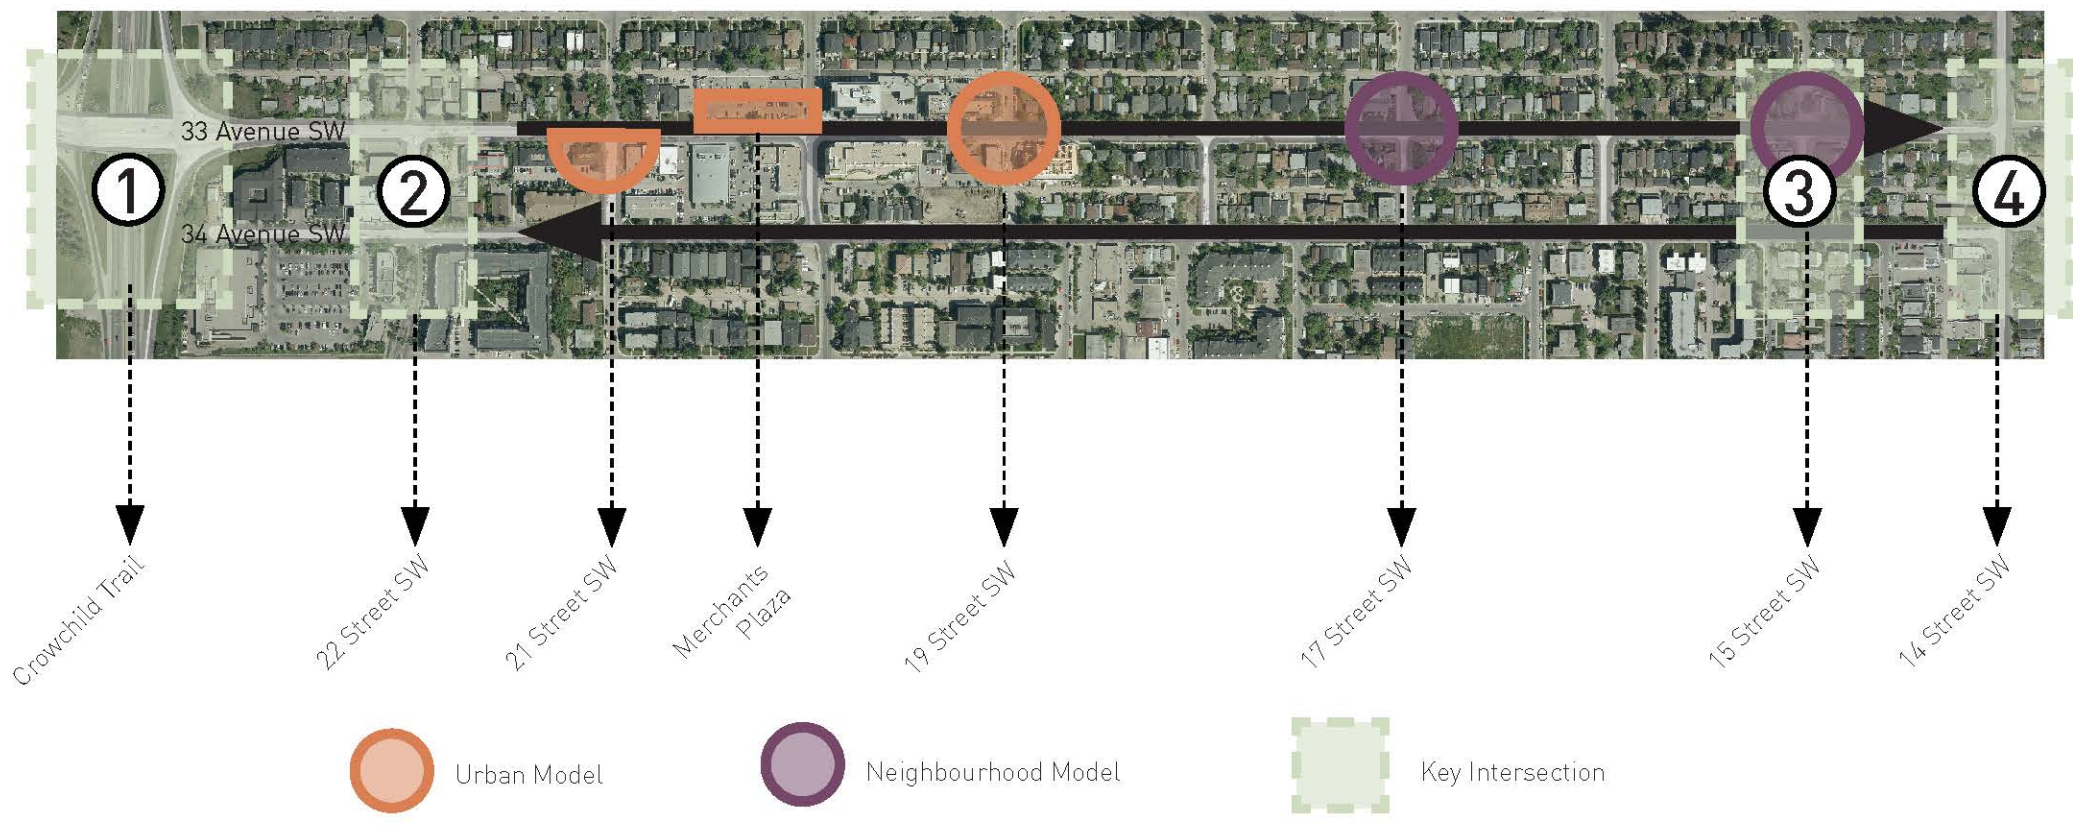 33 Avenue SW
1
2
3
4
34 Avenue SW
Crowchild Trail
22 Street SW
21 Street SW
Merchants
Plaza
19 Street SW
17 Street SW
15 Street SW
14 Street SW
Urban Model
Neighbourhood Model
Key Intersection